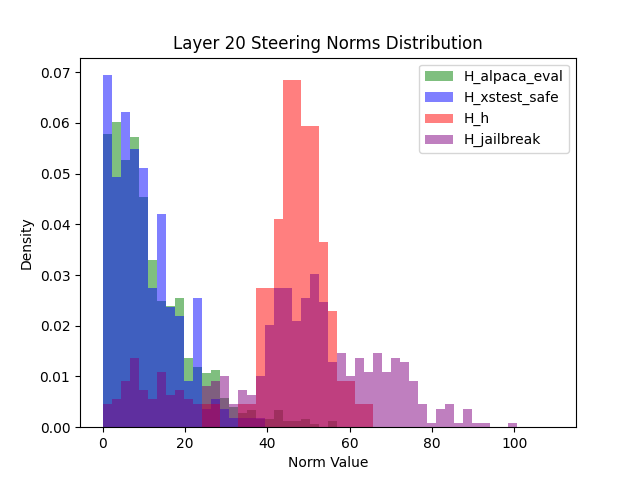 Layer 20 Steering Norms Distribution
H_alpaca_eval
H_xstest_safe
H_h
H_jailbreak
0.07
0.06
0.05
0.04
0.03
0.02
0.01
0.00
Density
0 20 40 60 80 100
Norm Value